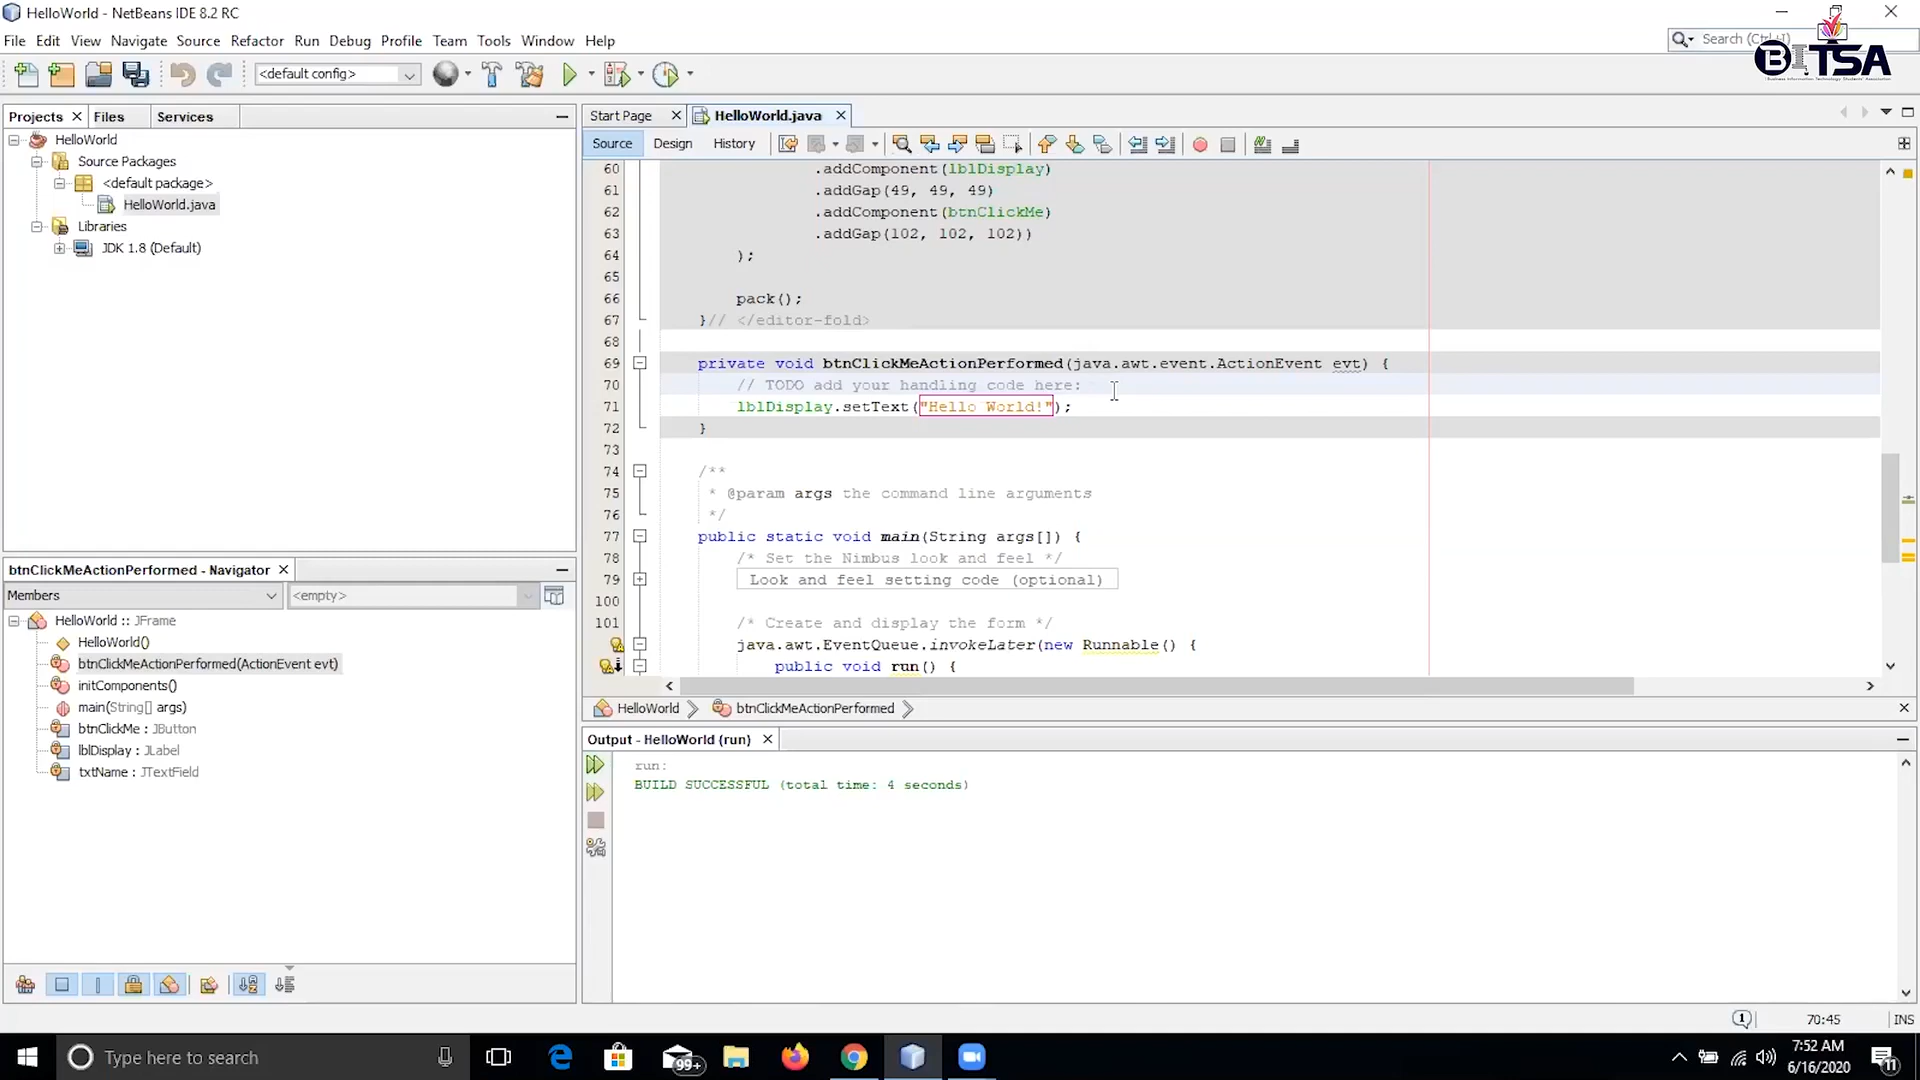 HelloWorld - NetBeans IDE 8.2 RC
File Edit View Navigate Source Refactor Run Debug Profile Team Tools Window Help
Search (Ctrl+I)
BITSA
Business Information Technology Students' Association
<default config>
Projects Files Services
Start Page HelloWorld.java
Source Design History
HelloWorld
Source Packages
<default package>
HelloWorld.java
Libraries
JDK 1.8 (Default)
60 .addComponent(lblDisplay)
61 .addGap(49, 49, 49)
62 .addComponent(btnClickMe)
63 .addGap(102, 102, 102))
64 );
65
66 pack();
67 }// </editor-fold>
68
69 private void btnClickMeActionPerformed(java.awt.event.ActionEvent evt) {
70 // TODO add your handling code here:
71 lblDisplay.setText("Hello World!");
72 }
73
74 /**
75 * @param args the command line arguments
76 */
77 public static void main(String args[]) {
78 /* Set the Nimbus look and feel */
79 Look and feel setting code (optional)
100
101 /* Create and display the form */
java.awt.EventQueue.invokeLater(new Runnable() {
public void run() {
btnClickMeActionPerformed - Navigator
Members <empty>
HelloWorld :: JFrame
HelloWorld()
btnClickMeActionPerformed(ActionEvent evt)
initComponents()
main(String[] args)
btnClickMe : JButton
lblDisplay : JLabel
txtName : JTextField
HelloWorld btnClickMeActionPerformed
Output - HelloWorld (run)
run:
BUILD SUCCESSFUL (total time: 4 seconds)
1 70:45 INS
Type here to search
99+
7:52 AM
6/16/2020
11